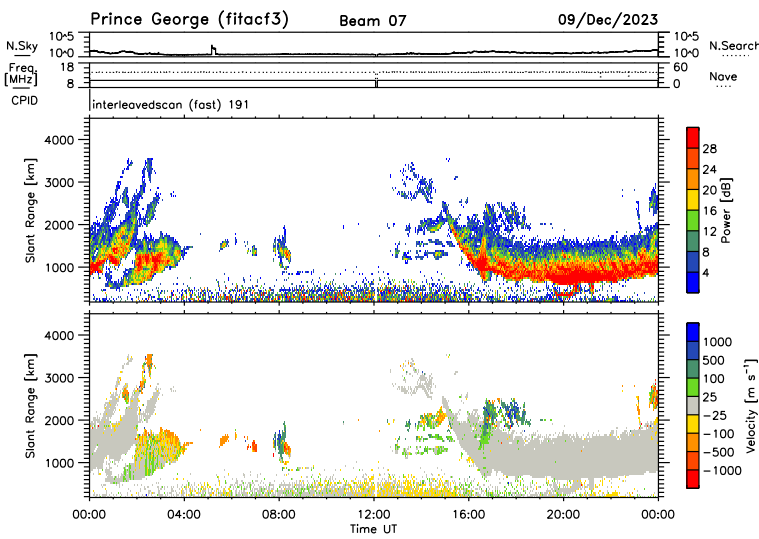 Prince George (fitacf3) Beam 07 09/Dec/2023
N.Sky 10^5 10^0 10^5 10^0 N.Search
Freq. [MHz] 18 8 60 0 Nave
CPID interleavedscan (fast) 191
Slant Range [km] 4000 3000 2000 1000
28 24 20 16 12 8 4 Power [dB]
Slant Range [km] 4000 3000 2000 1000
1000 500 100 25 -25 -100 -500 -1000 Velocity [m s⁻¹]
00:00 04:00 08:00 12:00 16:00 20:00 00:00
Time UT